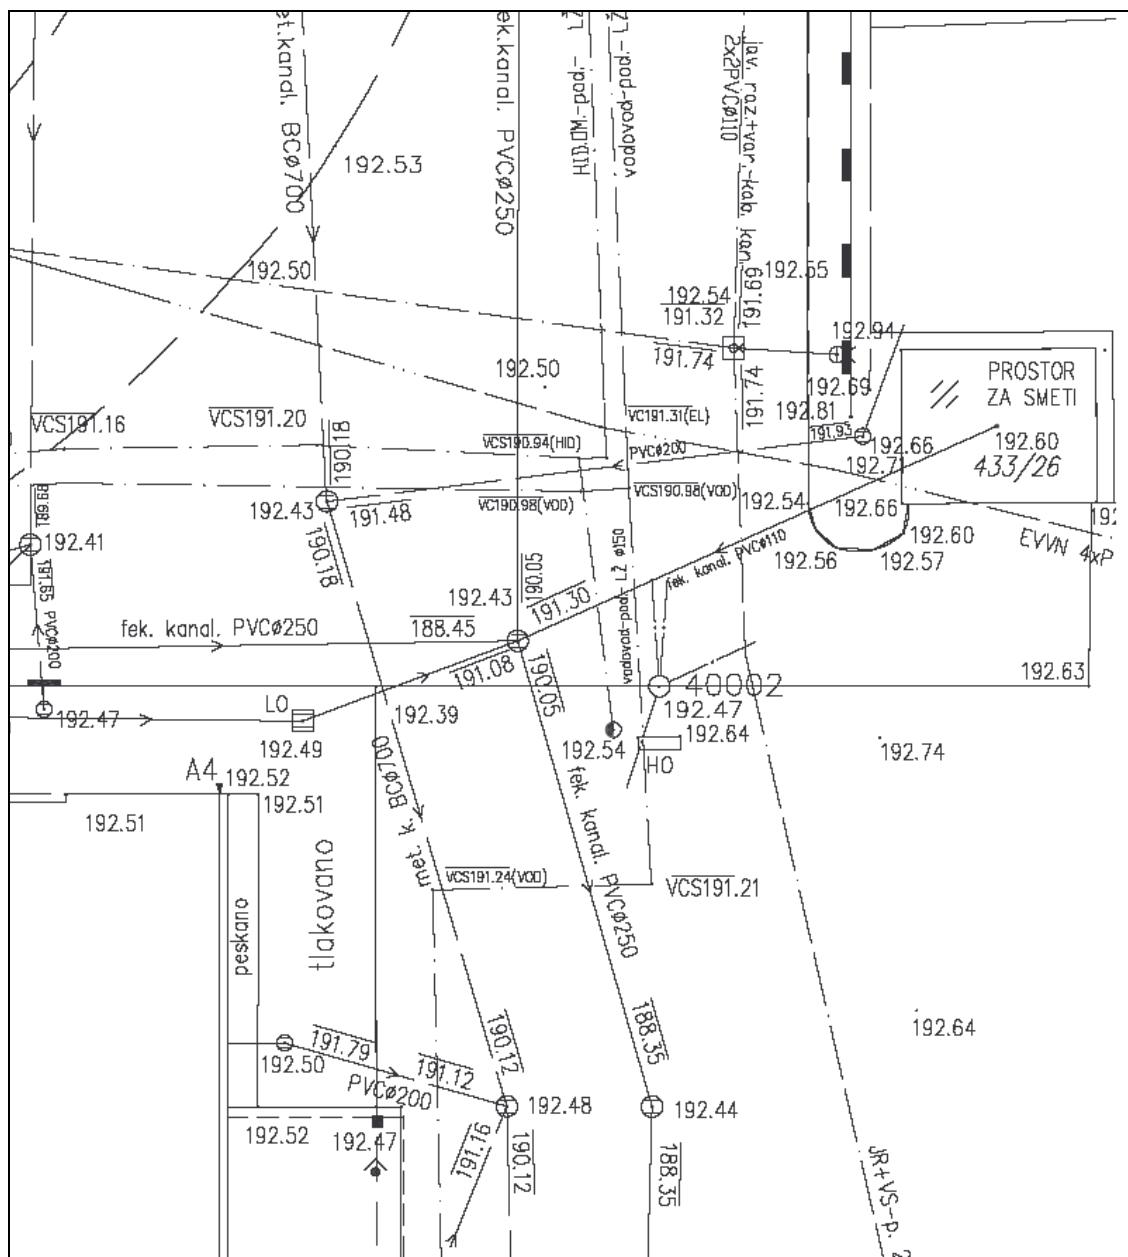 met.kanal. BCø700
fek.kanal. PVCø250
HIDOM-pod-
vodovod-pod-
jav. raz.+var.-kab. kan.
2x2PVCø110
192.53
192.50
192.55
192.54
191.32
191.69
191.74
191.74
192.94
192.50
192.69
192.81
191.93
PROSTOR
ZA SMETI
VCS191.16
VCS191.20
190.18
VC191.31(EL)
VCS190.94(HID)
PVCø200
192.66
192.71
192.60
433/26
192.43
191.48
VC190.98(VOD)
VCS190.98(VOD)
192.54
192.66
192.60
192.41
190.18
192.56
192.57
EVVN 4xP
191.65 PVCø200
192.43
190.05
191.30
fek. kanal. PVCø110
vodovod-pod. LŽ ø150
fek. kanal. PVCø250
188.45
191.08
190.05
40002
192.63
192.47
LO
192.39
192.47
192.49
192.54
192.64
HO
192.74
A4
192.52
192.51
192.51
met. k. BCø700
fek. kanal. PVCø250
VCS191.24(VOD)
VCS191.21
tlakovano
peskano
192.64
188.35
190.12
191.79
191.12
192.50
PVCø200
192.48
192.44
192.52
192.47
191.16
190.12
188.35
JR+VS-p. 2